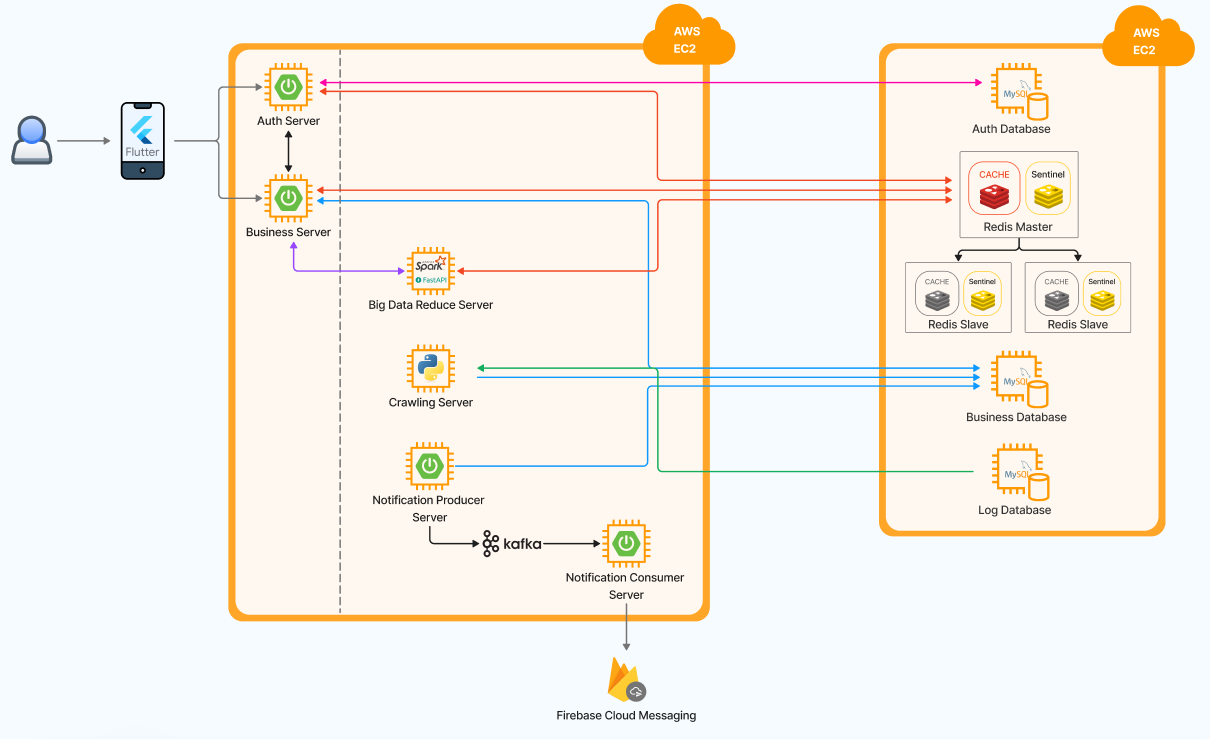 AWS
EC2
AWS
EC2
Flutter
Auth Server
Business Server
APACHE
Spark
FastAPI
Big Data Reduce Server
Crawling Server
Notification Producer
Server
kafka
Notification Consumer
Server
Firebase Cloud Messaging
MySQL
Auth Database
CACHE
Sentinel
Redis Master
CACHE
Sentinel
Redis Slave
CACHE
Sentinel
Redis Slave
MySQL
Business Database
MySQL
Log Database